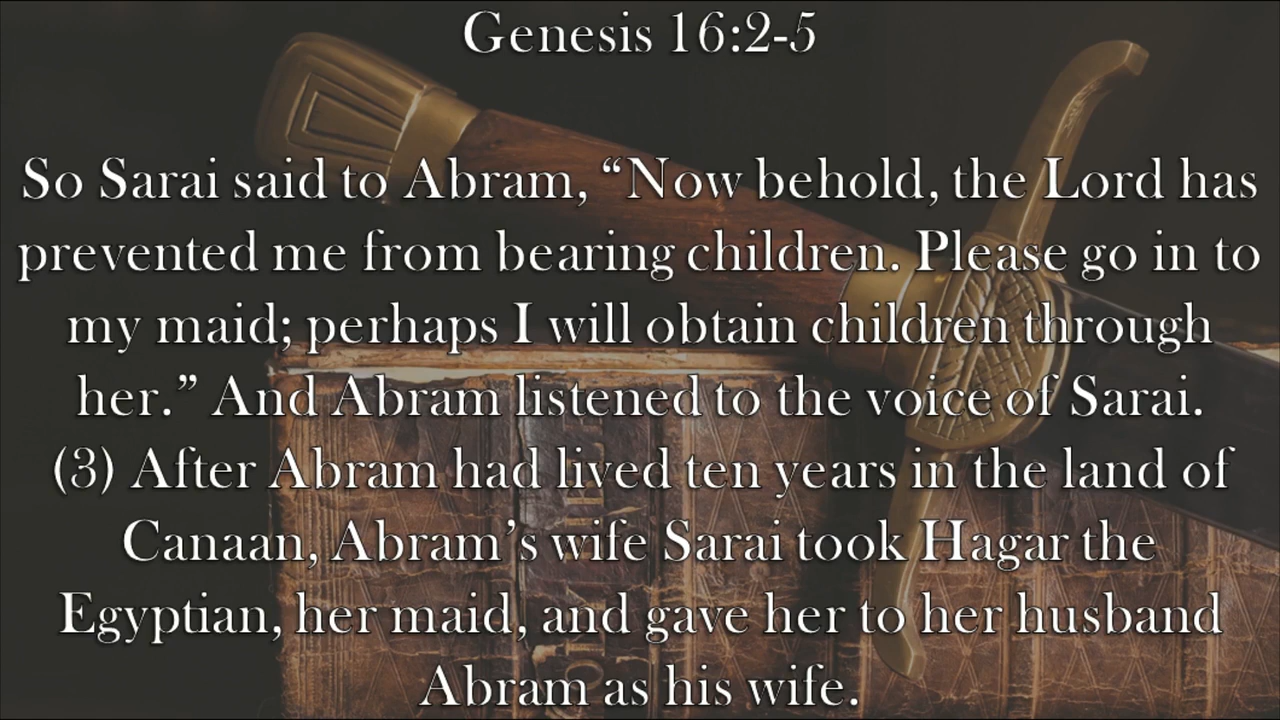 Genesis 16:2-5
So Sarai said to Abram, “Now behold, the Lord has
prevented me from bearing children. Please go in to
my maid; perhaps I will obtain children through
her.” And Abram listened to the voice of Sarai.
(3) After Abram had lived ten years in the land of
Canaan, Abram’s wife Sarai took Hagar the
Egyptian, her maid, and gave her to her husband
Abram as his wife.